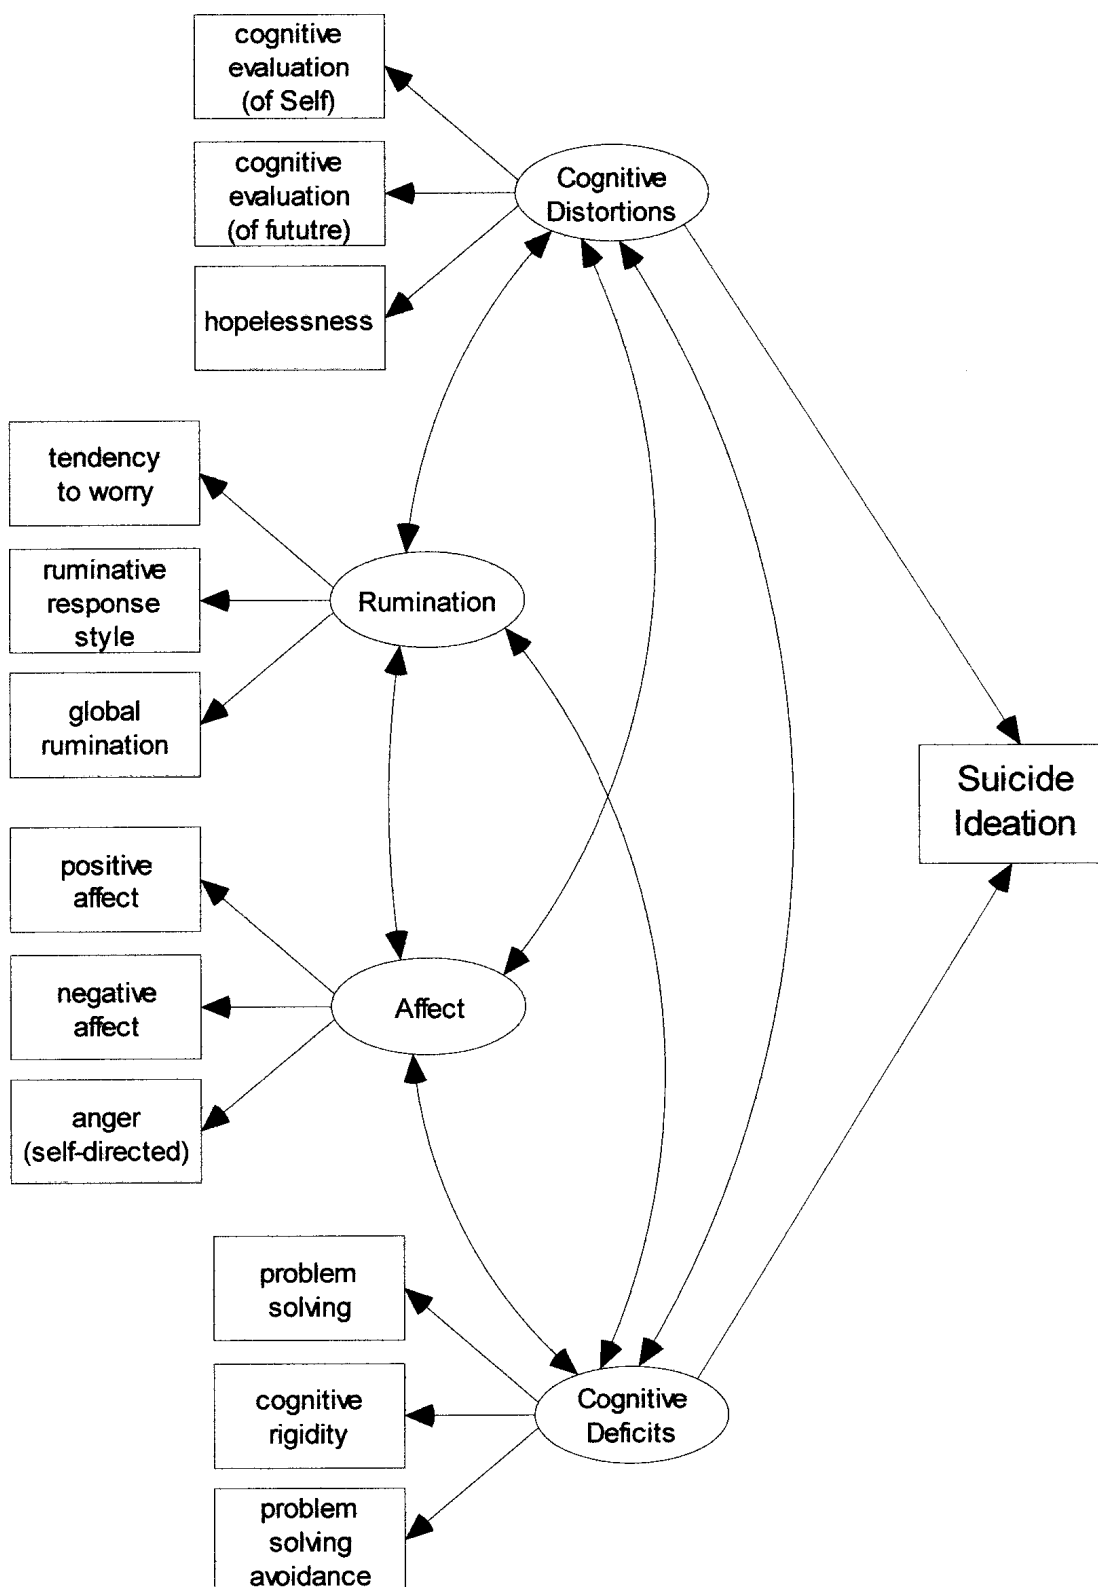 cognitive
evaluation
(of Self)
cognitive
evaluation
(of fututre)
hopelessness
Cognitive
Distortions
tendency
to worry
ruminative
response
style
global
rumination
Rumination
Suicide
Ideation
positive
affect
negative
affect
anger
(self-directed)
Affect
problem
solving
cognitive
rigidity
problem
solving
avoidance
Cognitive
Deficits